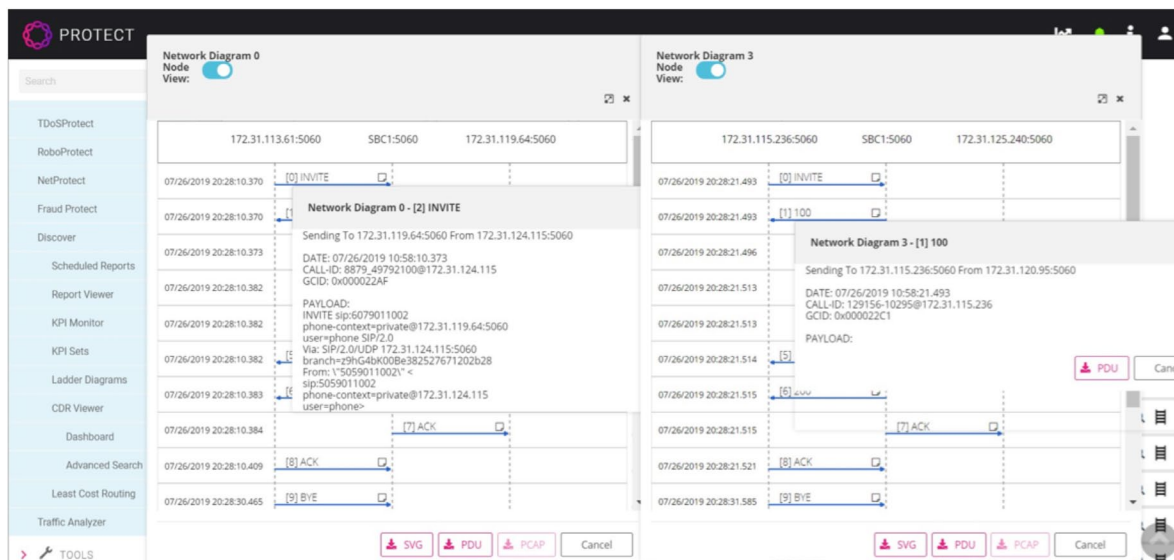 PROTECT
Search
TDoSProtect
RoboProtect
NetProtect
Fraud Protect
Discover
Scheduled Reports
Report Viewer
KPI Monitor
KPI Sets
Ladder Diagrams
CDR Viewer
Dashboard
Advanced Search
Least Cost Routing
Traffic Analyzer
TOOLS
Network Diagram 0
Node
View:
172.31.113.61:5060 SBC1:5060 172.31.119.64:5060
07/26/2019 20:28:10.370 [0] INVITE
07/26/2019 20:28:10.370
07/26/2019 20:28:10.373
07/26/2019 20:28:10.382
07/26/2019 20:28:10.382
07/26/2019 20:28:10.382
07/26/2019 20:28:10.383
07/26/2019 20:28:10.384 [7] ACK
07/26/2019 20:28:10.409 [8] ACK
07/26/2019 20:28:30.465 [9] BYE
Network Diagram 0 - [2] INVITE
Sending To 172.31.119.64:5060 From 172.31.124.115:5060
DATE: 07/26/2019 10:58:10.373
CALL-ID: 8879_49792100@172.31.124.115
GCID: 0x000022AF
PAYLOAD:
INVITE sip:6079011002
phone-context=private@172.31.119.64:5060
user=phone SIP/2.0
Via: SIP/2.0/UDP 172.31.124.115:5060
branch=z9hG4bK00Be382527671202b28
From: \"5059011002\" <
sip:5059011002
phone-context=private@172.31.124.115
user=phone>
SVG PDU PCAP Cancel
Network Diagram 3
Node
View:
172.31.115.236:5060 SBC1:5060 172.31.125.240:5060
07/26/2019 20:28:21.493 [0] INVITE
07/26/2019 20:28:21.493 [1] 100
07/26/2019 20:28:21.496
07/26/2019 20:28:21.513
07/26/2019 20:28:21.513
07/26/2019 20:28:21.514 [5]
07/26/2019 20:28:21.515 [6] 200
07/26/2019 20:28:21.515 [7] ACK
07/26/2019 20:28:21.521 [8] ACK
07/26/2019 20:28:31.585 [9] BYE
Network Diagram 3 - [1] 100
Sending To 172.31.115.236:5060 From 172.31.120.95:5060
DATE: 07/26/2019 10:58:21.493
CALL-ID: 129156-10295@172.31.115.236
GCID: 0x000022C1
PAYLOAD:
PDU
SVG PDU PCAP Cancel